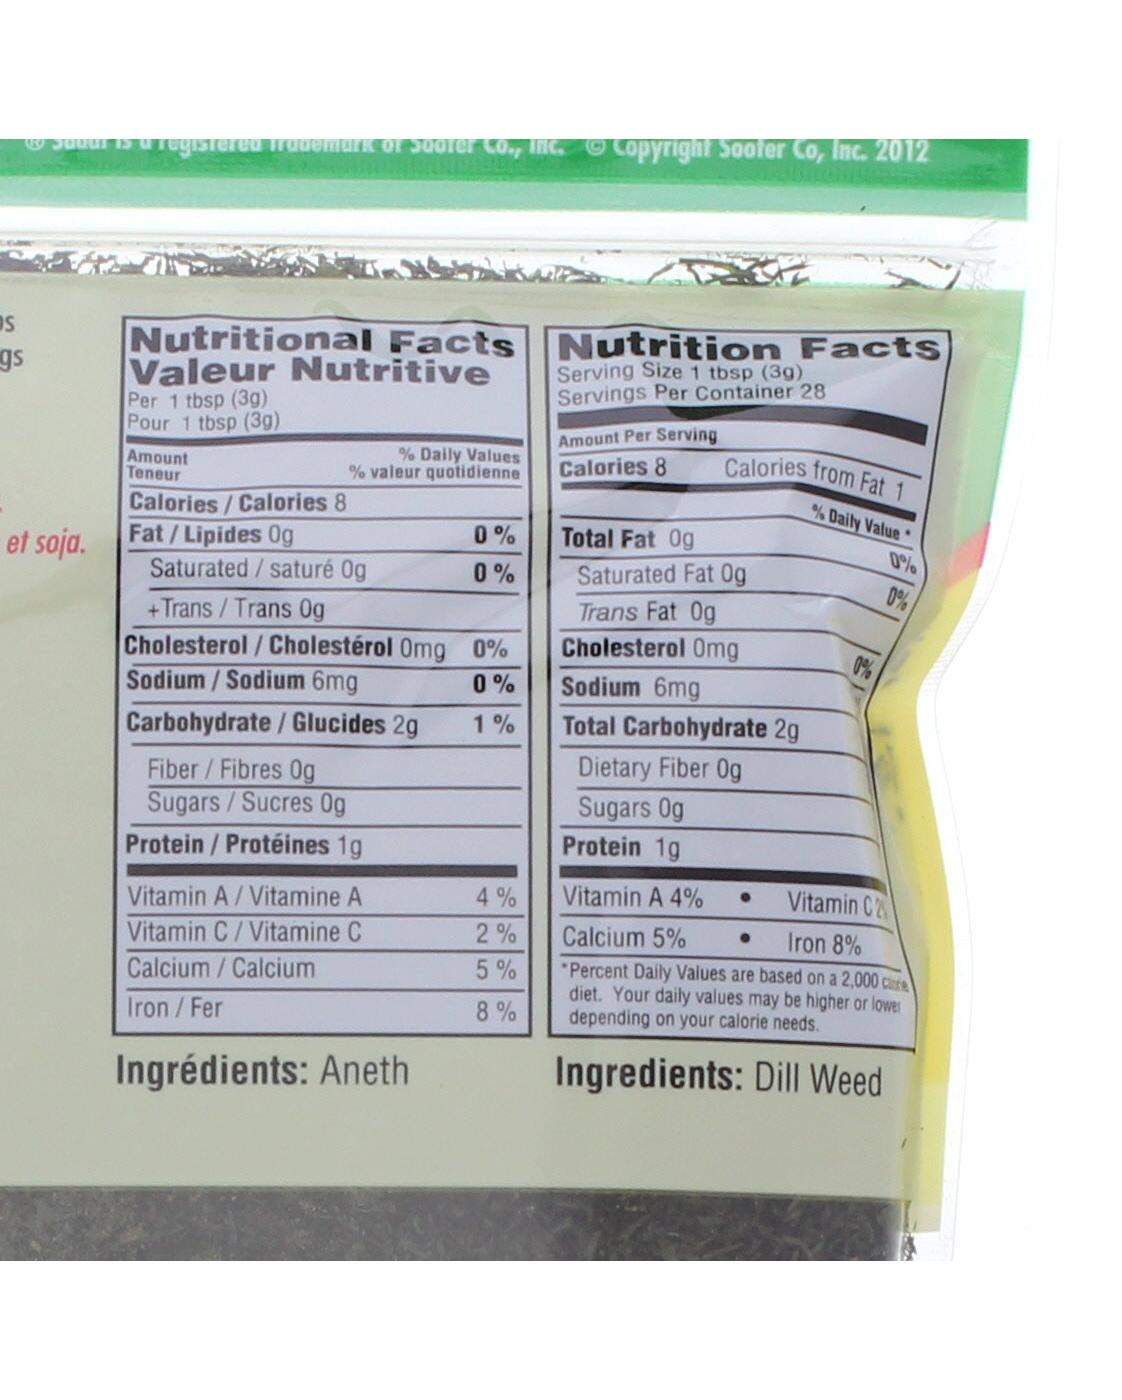 ® Sadaf is a registered Trademark of Soofer Co., Inc. © Copyright Soofer Co, Inc. 2012
gs
et soja.
Nutritional Facts
Valeur Nutritive
Per 1 tbsp (3g)
Pour 1 tbsp (3g)
Amount % Daily Values
Teneur % valeur quotidienne
Calories / Calories 8
Fat / Lipides 0g 0 %
Saturated / saturé 0g 0 %
+Trans / Trans 0g
Cholesterol / Cholestérol 0mg 0%
Sodium / Sodium 6mg 0 %
Carbohydrate / Glucides 2g 1 %
Fiber / Fibres 0g
Sugars / Sucres 0g
Protein / Protéines 1g
Vitamin A / Vitamine A 4 %
Vitamin C / Vitamine C 2 %
Calcium / Calcium 5 %
Iron / Fer 8 %
Ingrédients: Aneth
Nutrition Facts
Serving Size 1 tbsp (3g)
Servings Per Container 28
Amount Per Serving
Calories 8 Calories from Fat 1
% Daily Value *
Total Fat 0g 0%
Saturated Fat 0g 0%
Trans Fat 0g
Cholesterol 0mg 0%
Sodium 6mg
Total Carbohydrate 2g
Dietary Fiber 0g
Sugars 0g
Protein 1g
Vitamin A 4% • Vitamin C 2%
Calcium 5% • Iron 8%
*Percent Daily Values are based on a 2,000 calorie
diet. Your daily values may be higher or lower
depending on your calorie needs.
Ingredients: Dill Weed